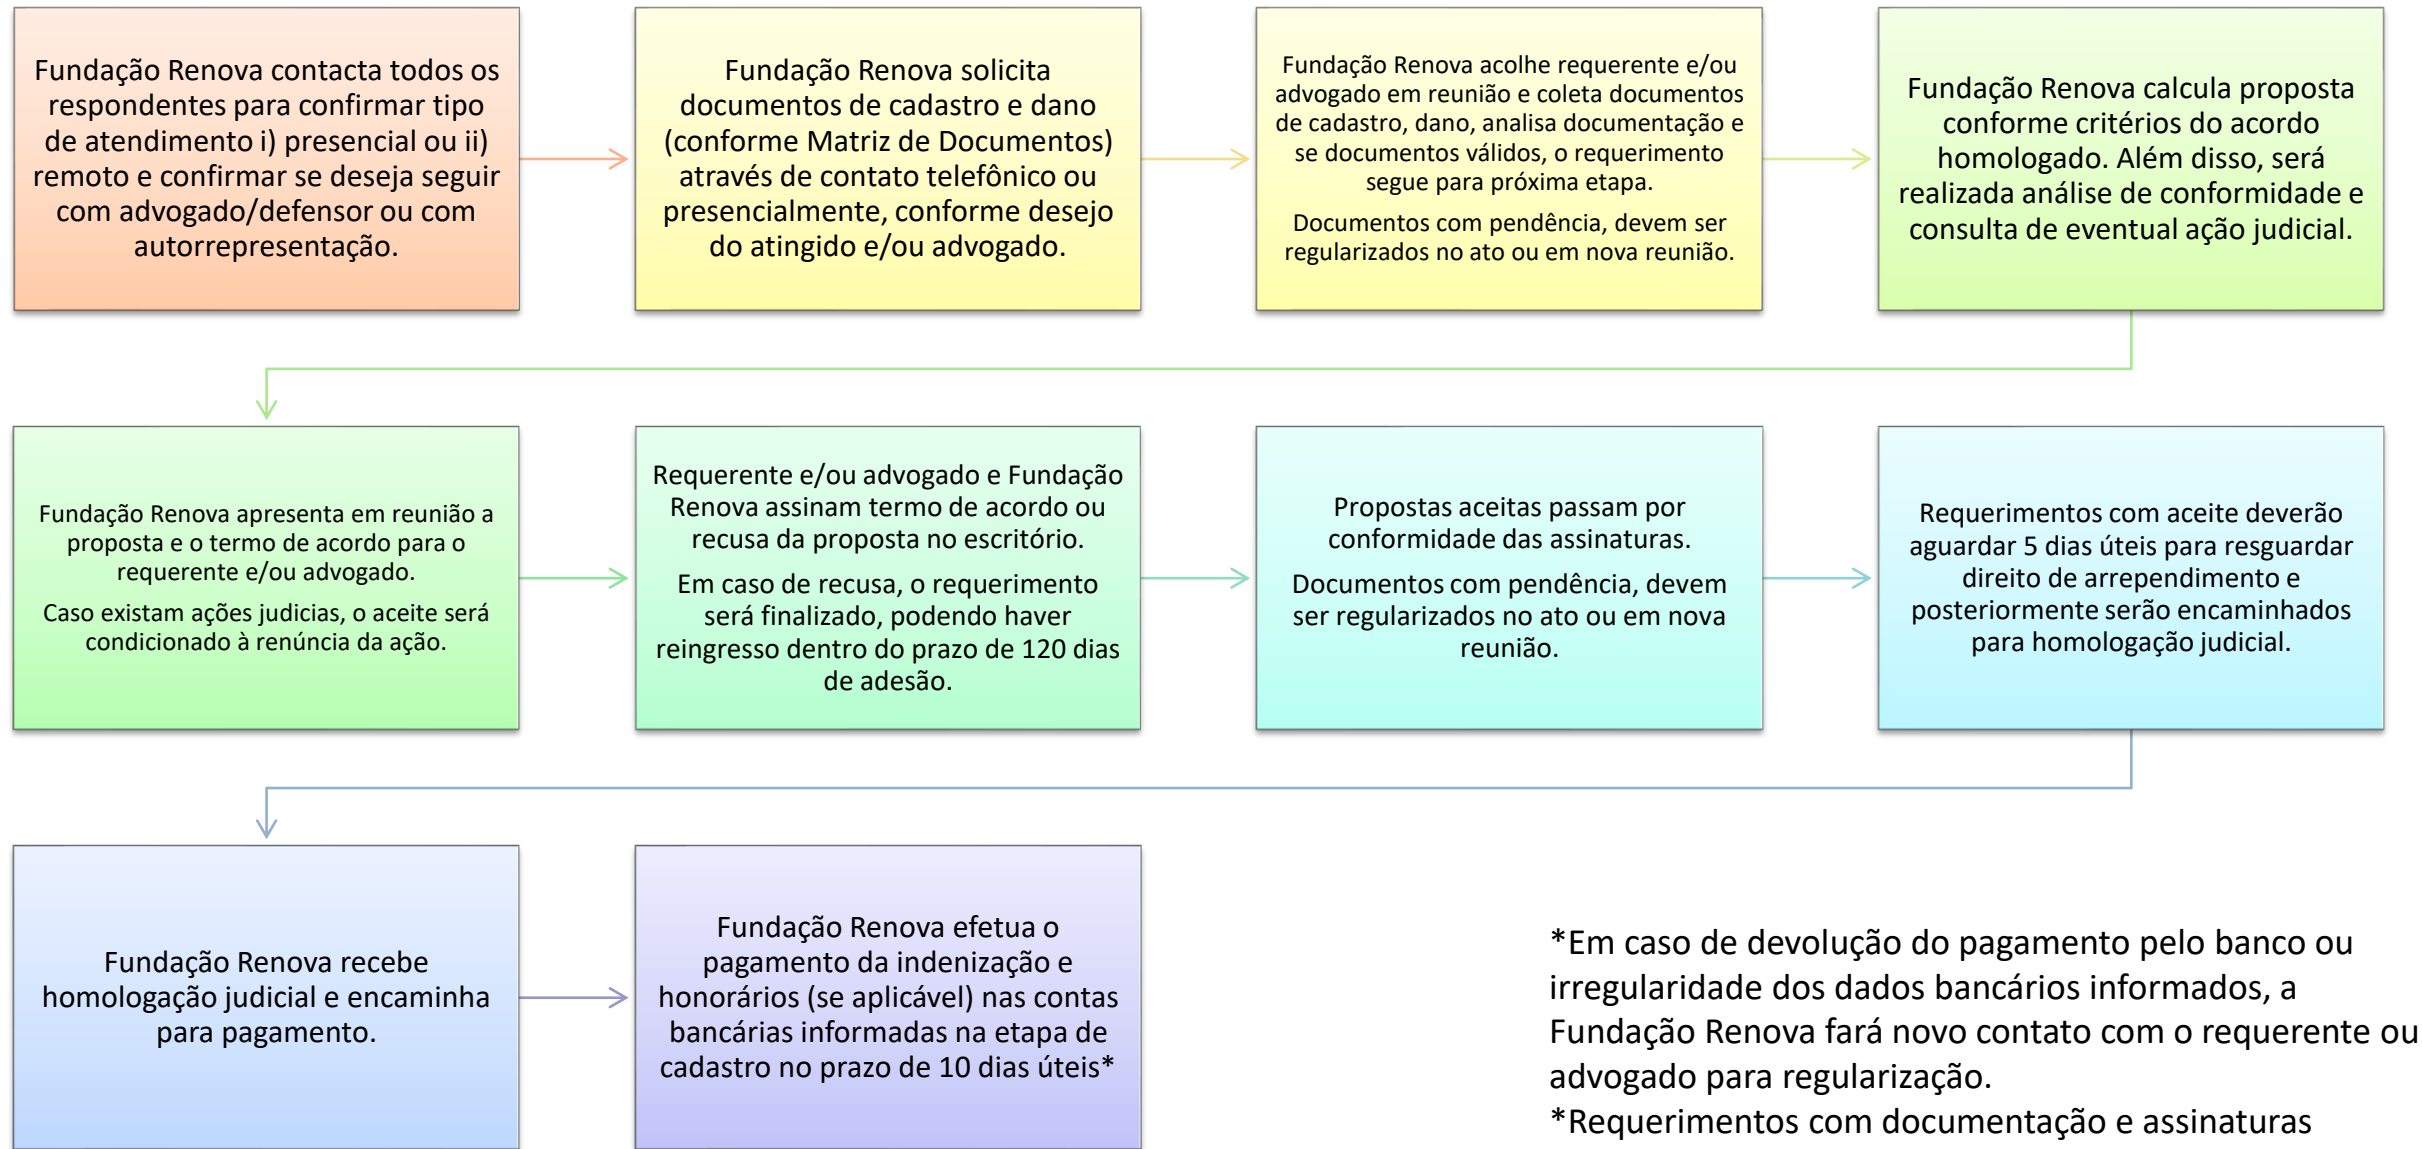 Fundação Renova contacta todos os
respondentes para confirmar tipo
de atendimento i) presencial ou ii)
remoto e confirmar se deseja seguir
com advogado/defensor ou com
autorrepresentação.
Fundação Renova solicita
documentos de cadastro e dano
(conforme Matriz de Documentos)
através de contato telefônico ou
presencialmente, conforme desejo
do atingido e/ou advogado.
Fundação Renova acolhe requerente e/ou
advogado em reunião e coleta documentos
de cadastro, dano, analisa documentação e
se documentos válidos, o requerimento
segue para próxima etapa.
Documentos com pendência, devem ser
regularizados no ato ou em nova reunião.
Fundação Renova calcula proposta
conforme critérios do acordo
homologado. Além disso, será
realizada análise de conformidade e
consulta de eventual ação judicial.
Fundação Renova apresenta em reunião a
proposta e o termo de acordo para o
requerente e/ou advogado.
Caso existam ações judicias, o aceite será
condicionado à renúncia da ação.
Requerente e/ou advogado e Fundação
Renova assinam termo de acordo ou
recusa da proposta no escritório.
Em caso de recusa, o requerimento
será finalizado, podendo haver
reingresso dentro do prazo de 120 dias
de adesão.
Propostas aceitas passam por
conformidade das assinaturas.
Documentos com pendência, devem
ser regularizados no ato ou em nova
reunião.
Requerimentos com aceite deverão
aguardar 5 dias úteis para resguardar
direito de arrependimento e
posteriormente serão encaminhados
para homologação judicial.
Fundação Renova recebe
homologação judicial e encaminha
para pagamento.
Fundação Renova efetua o
pagamento da indenização e
honorários (se aplicável) nas contas
bancárias informadas na etapa de
cadastro no prazo de 10 dias úteis*
*Em caso de devolução do pagamento pelo banco ou
irregularidade dos dados bancários informados, a
Fundação Renova fará novo contato com o requerente ou
advogado para regularização.
*Requerimentos com documentação e assinaturas